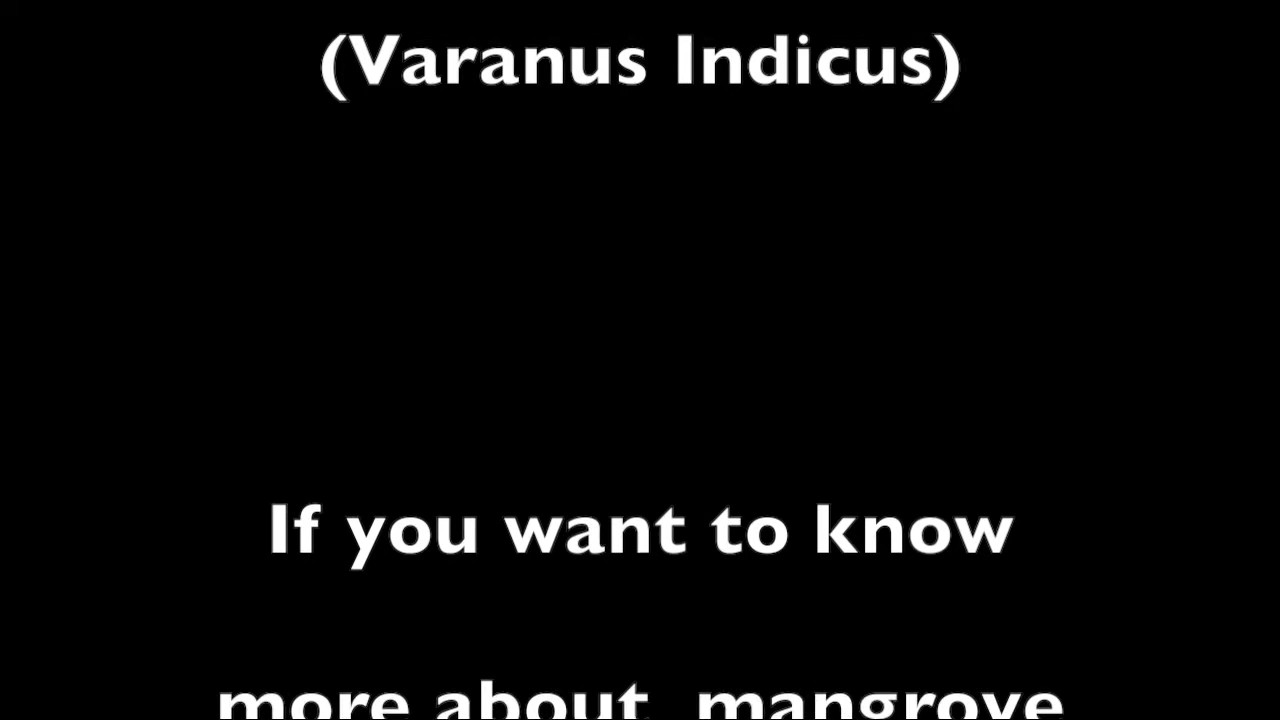 (Varanus Indicus)
If you want to know
more about mangrove